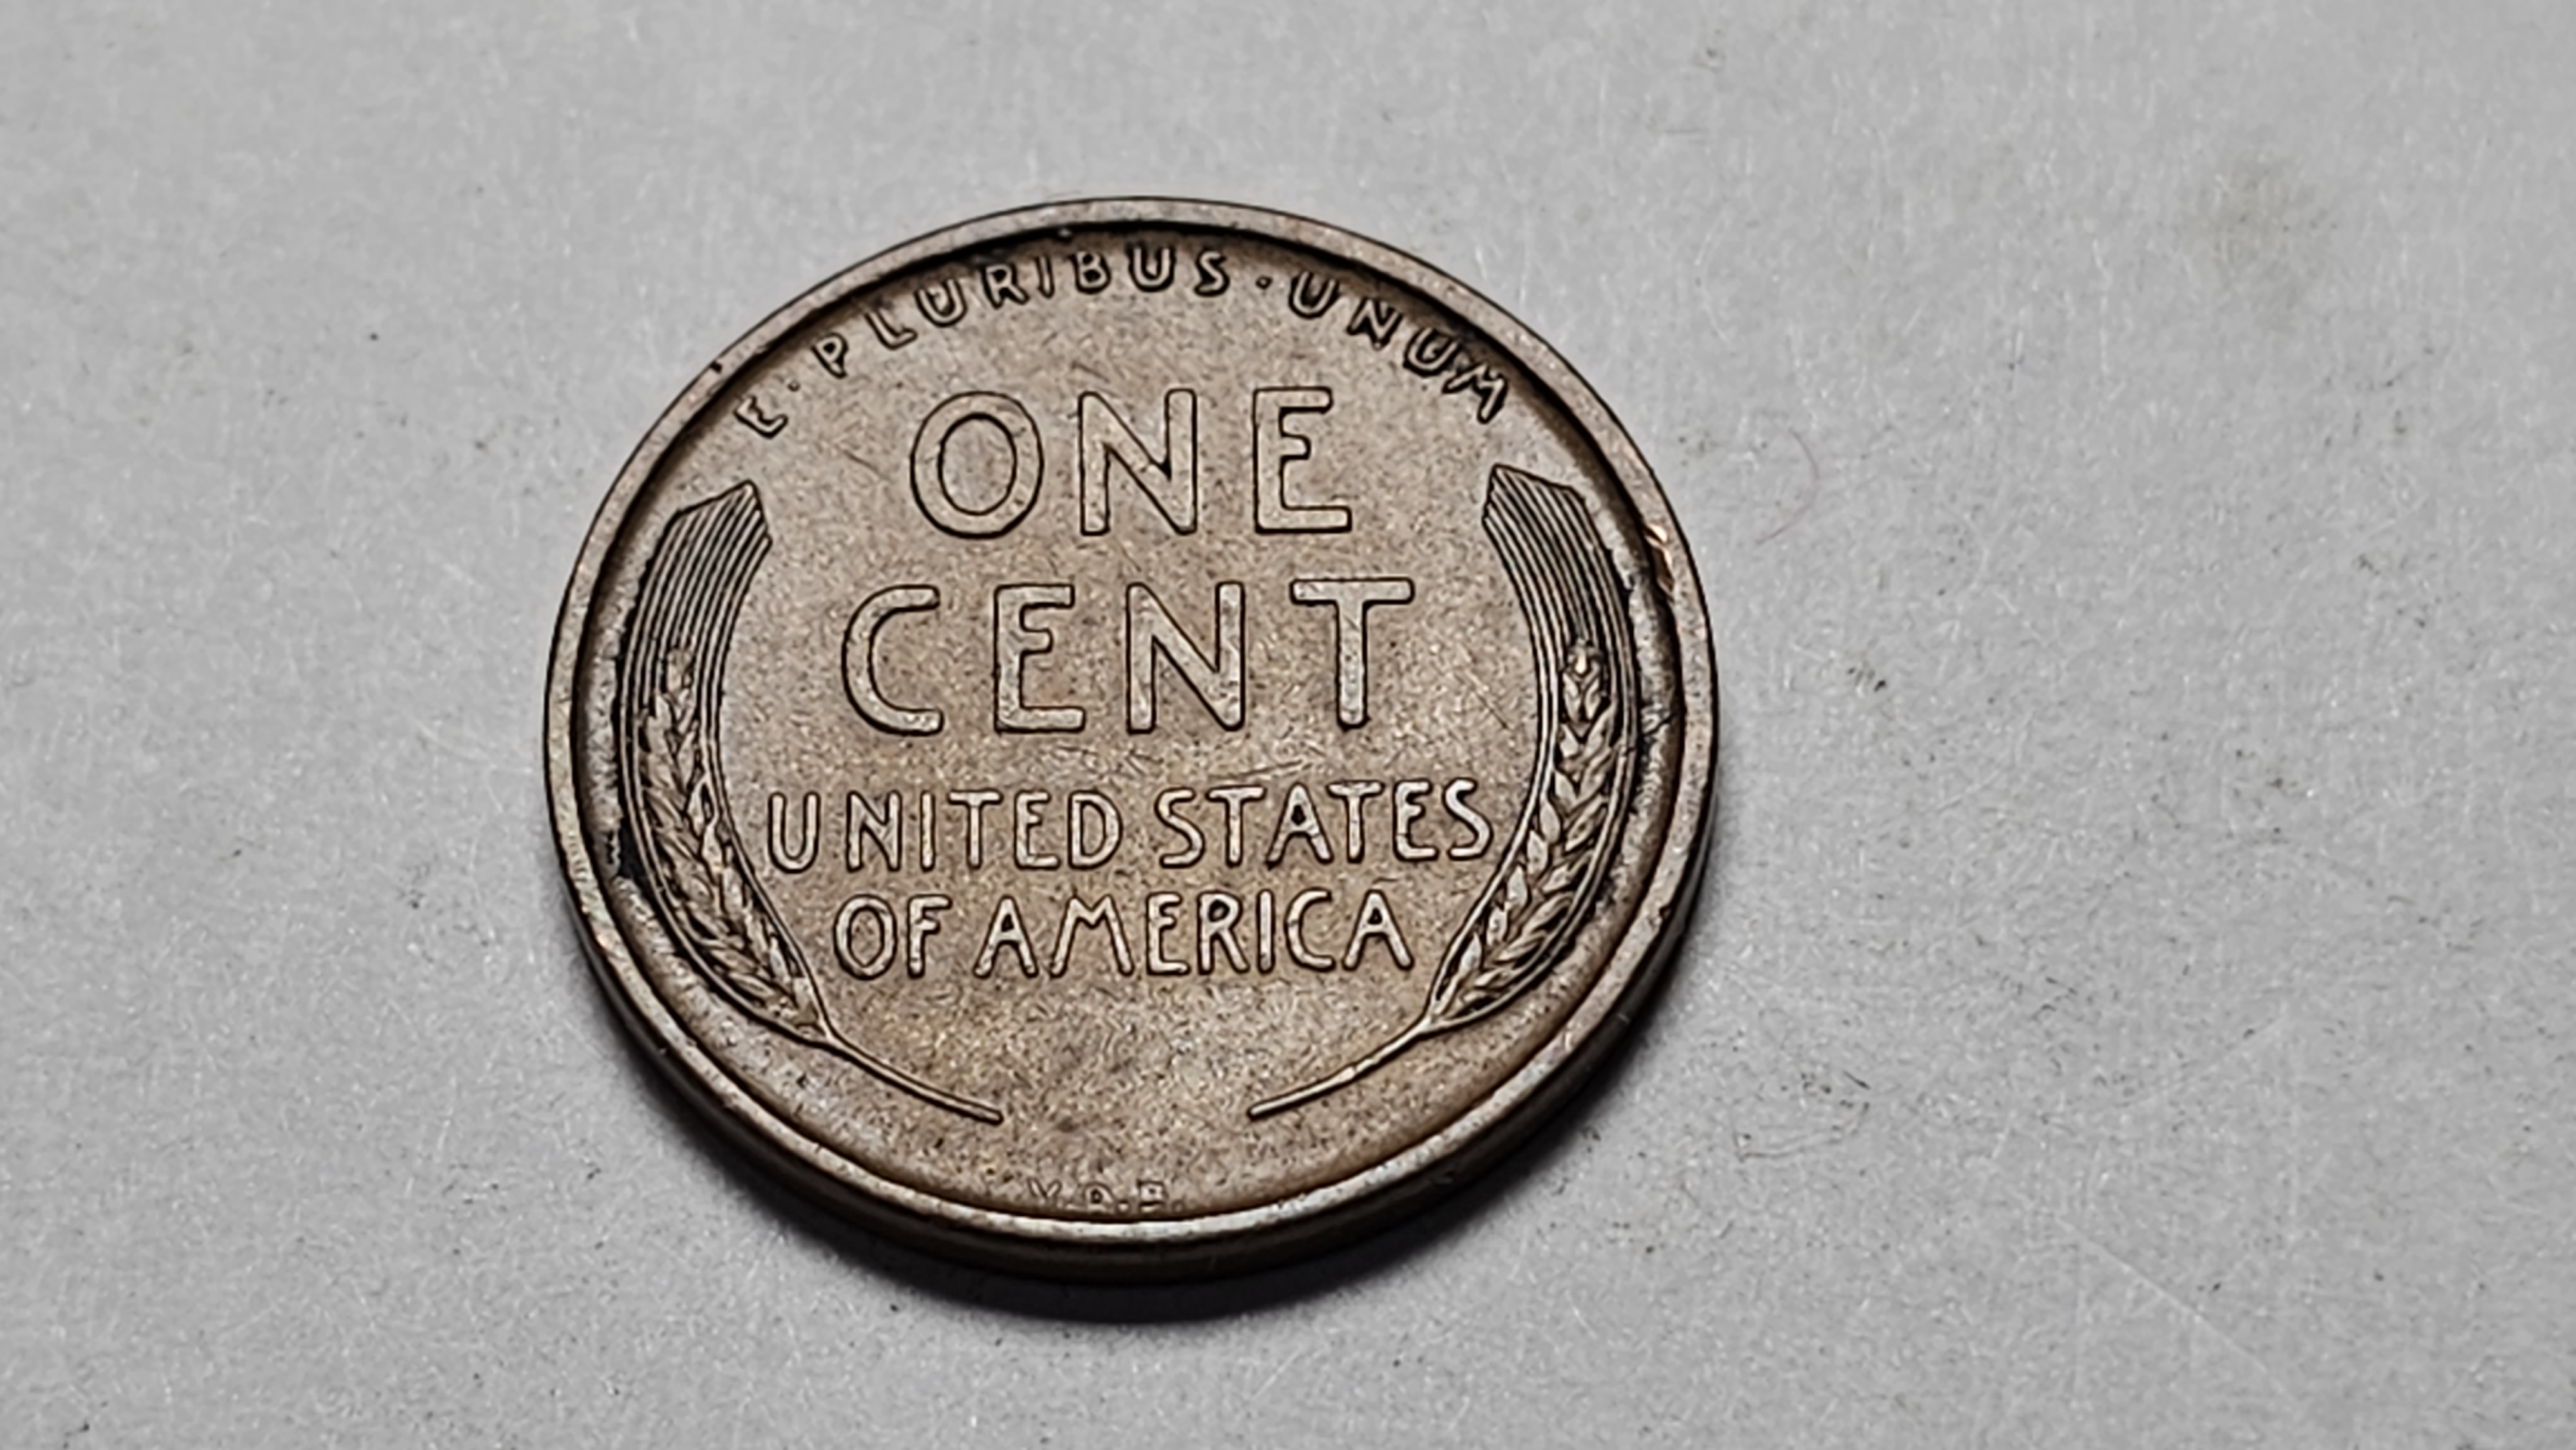 E·PLURIBUS·UNUM
ONE
CENT
UNITED STATES
OF AMERICA
V.D.B.